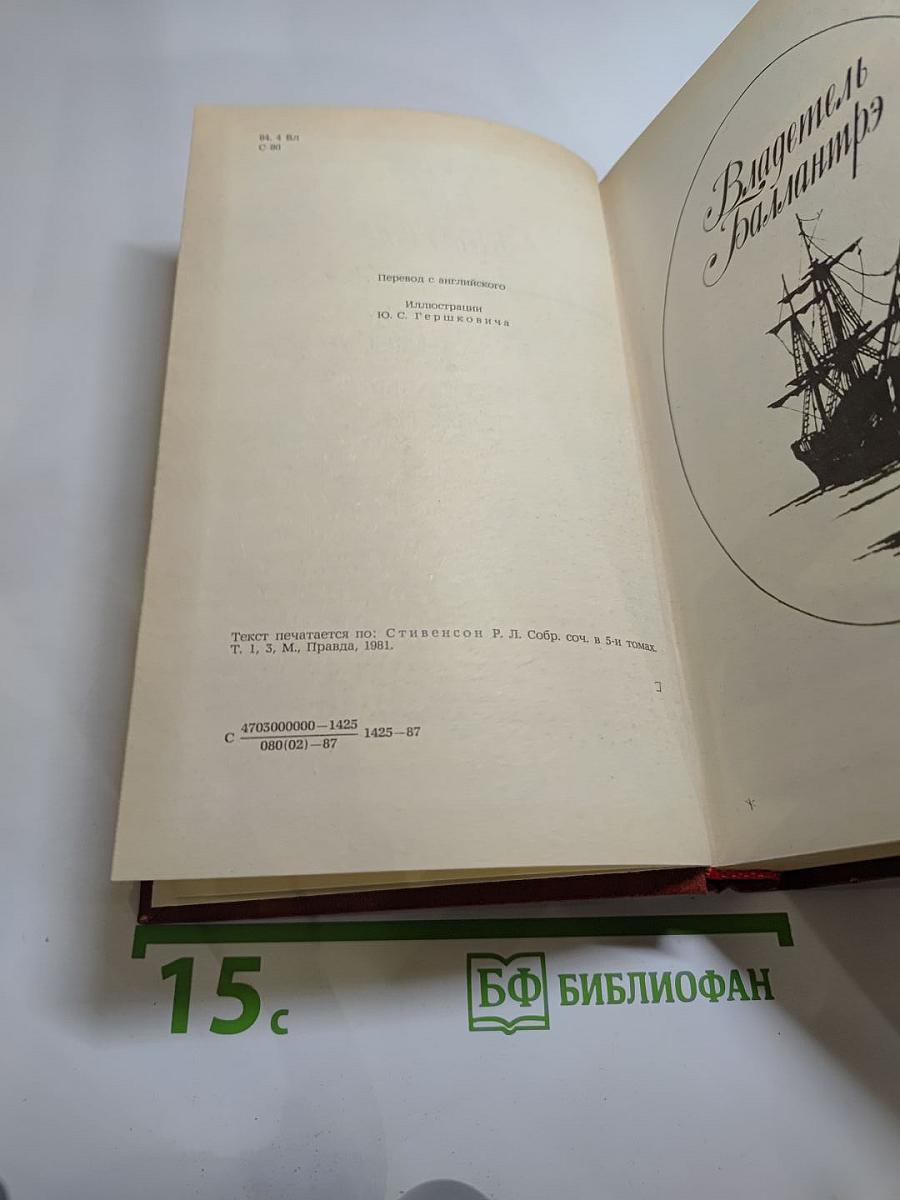 84. 4 Вл
С 80
Перевод с английского
Иллюстрации
Ю. С. Гершковича
Текст печатается по: Стивенсон Р. Л. Собр. соч. в 5-и томах.
Т. 1, 3, М., Правда, 1981.
С 4703000000—1425
080(02)—87
1425—87
Владетель
Баллантрэ
15 с
БФ БИБЛИОФАН